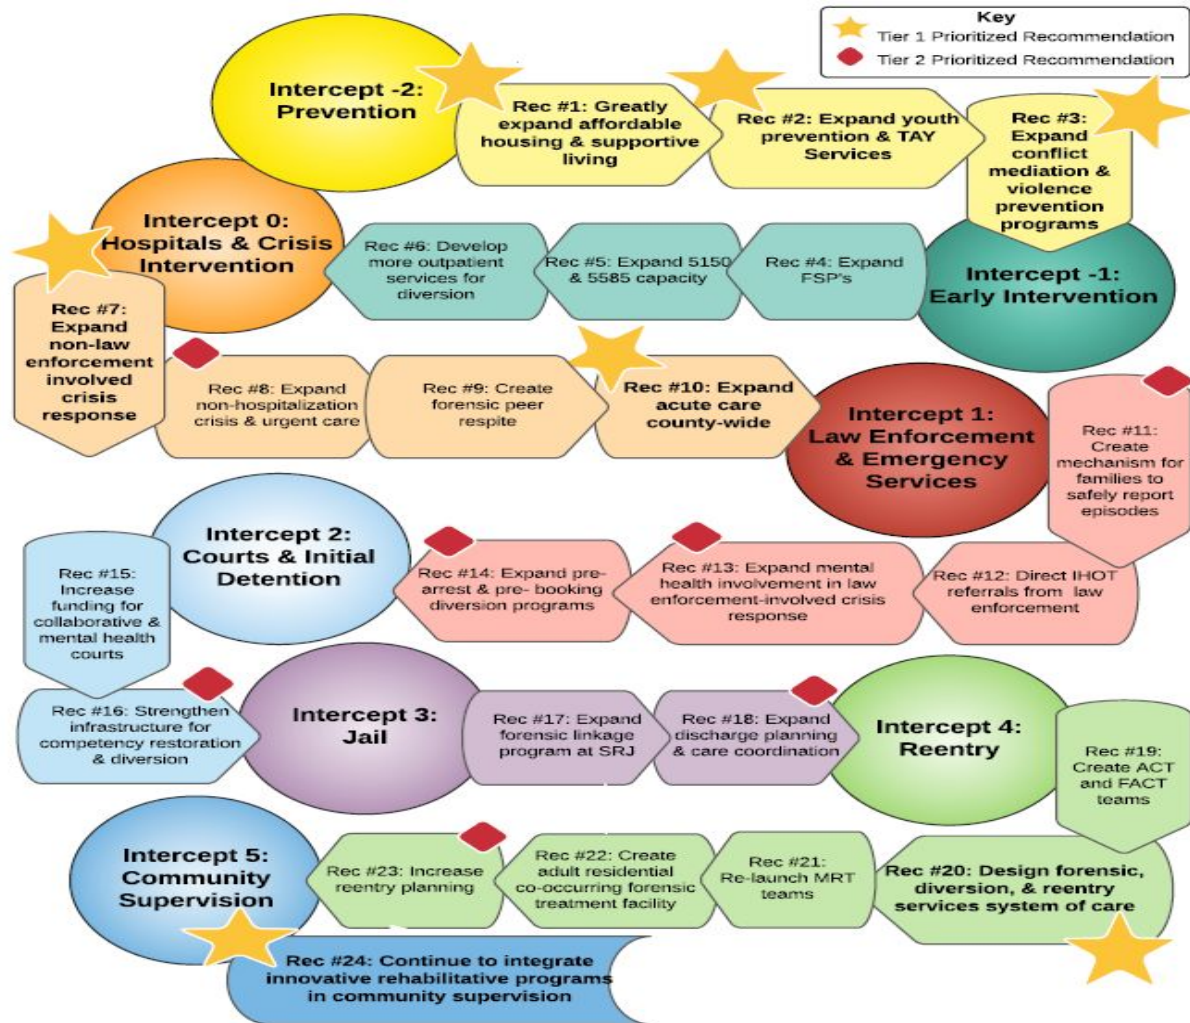 Key
Tier 1 Prioritized Recommendation
Tier 2 Prioritized Recommendation
Intercept -2:
Prevention
Rec #1: Greatly
expand affordable
housing & supportive
living
Rec #2: Expand youth
prevention & TAY
Services
Rec #3:
Expand
conflict
mediation &
violence
prevention
programs
Intercept -1:
Early Intervention
Rec #4: Expand
FSP's
Rec #5: Expand 5150
& 5585 capacity
Rec #6: Develop
more outpatient
services for
diversion
Intercept 0:
Hospitals & Crisis
Intervention
Rec #7:
Expand
non-law
enforcement
involved
crisis
response
Rec #8: Expand
non-hospitalization
crisis & urgent care
Rec #9: Create
forensic peer
respite
Rec #10: Expand
acute care
county-wide
Intercept 1:
Law Enforcement
& Emergency
Services
Rec #11:
Create
mechanism for
families to
safely report
episodes
Rec #12: Direct IHOT
referrals from law
enforcement
Rec #13: Expand mental
health involvement in law
enforcement-involved crisis
response
Rec #14: Expand pre-
arrest & pre- booking
diversion programs
Intercept 2:
Courts & Initial
Detention
Rec #15:
Increase
funding for
collaborative &
mental health
courts
Rec #16: Strengthen
infrastructure for
competency restoration
& diversion
Intercept 3:
Jail
Rec #17: Expand
forensic linkage
program at SRJ
Rec #18: Expand
discharge planning
& care coordination
Intercept 4:
Reentry
Rec #19:
Create ACT
and FACT
teams
Rec #20: Design forensic,
diversion, & reentry
services system of care
Rec #21:
Re-launch MRT
teams
Rec #22: Create
adult residential
co-occurring forensic
treatment facility
Rec #23: Increase
reentry planning
Intercept 5:
Community
Supervision
Rec #24: Continue to integrate
innovative rehabilitative programs
in community supervision